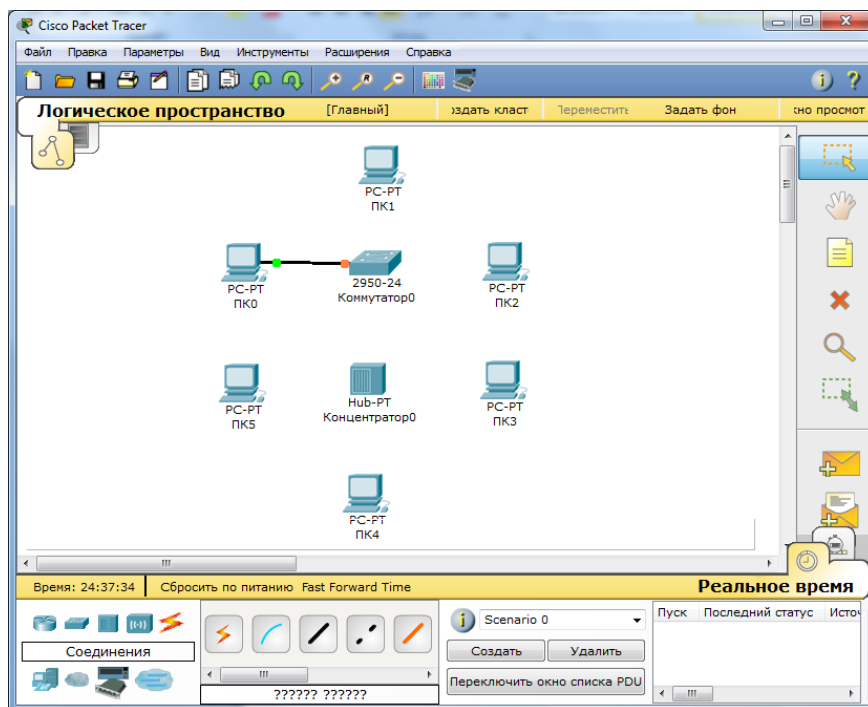 Cisco Packet Tracer
Файл Правка Параметры Вид Инструменты Расширения Справка
Логическое пространство [Главный] оздать класт Переместить Задать фон кно просмот
PC-PT
ПК1
PC-PT
ПК0
2950-24
Коммутатор0
PC-PT
ПК2
PC-PT
ПК5
Hub-PT
Концентратор0
PC-PT
ПК3
PC-PT
ПК4
Время: 24:37:34 Сбросить по питанию Fast Forward Time Реальное время
Соединения
?????? ??????
Scenario 0
Создать Удалить
Переключить окно списка PDU
Пуск Последний статус Источ